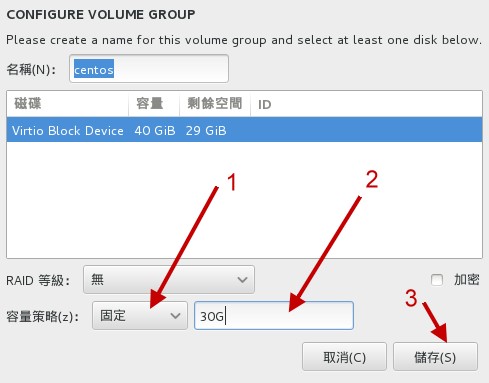 CONFIGURE VOLUME GROUP
Please create a name for this volume group and select at least one disk below.
名稱(N): centos
磁碟 容量 剩餘空間 ID
Virtio Block Device 40 GiB 29 GiB
1 2
RAID 等級: 無 加密
3
容量策略(z): 固定 30G
取消(C) 儲存(S)